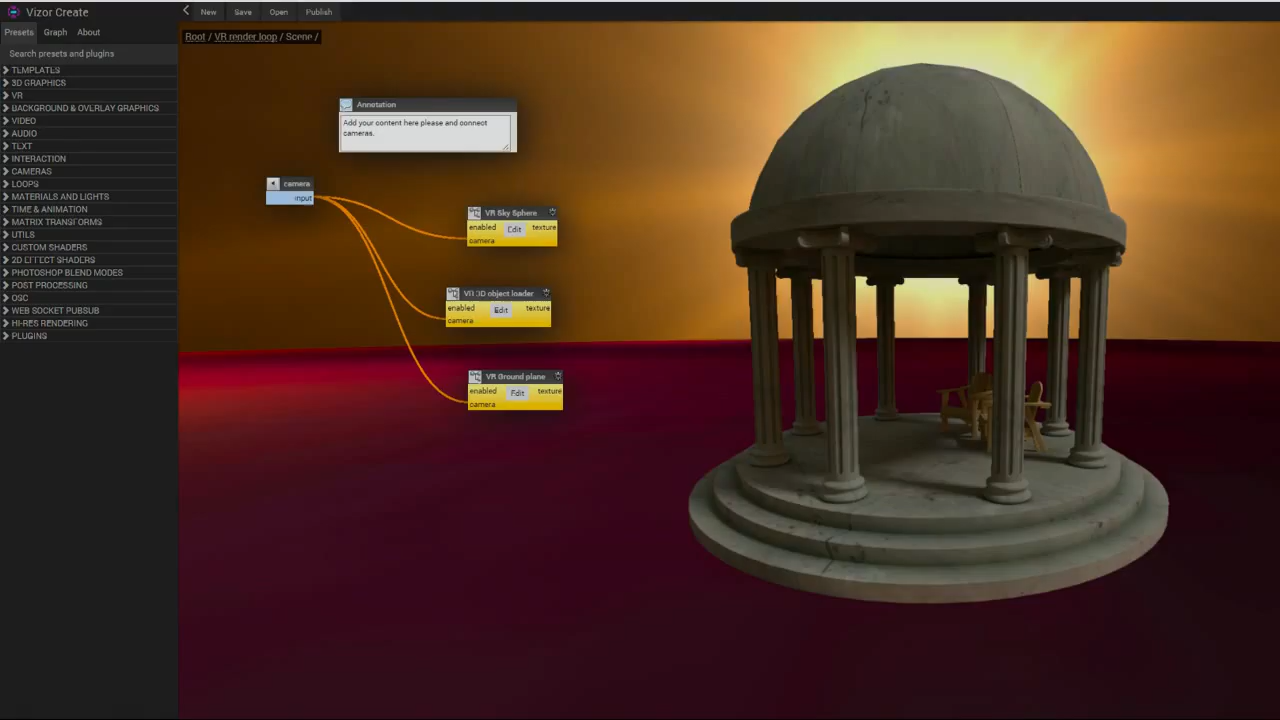 Vizor Create
New Save Open Publish
Presets Graph About
Root / VR render loop / Scene /
Search presets and plugins
TEMPLATES
3D GRAPHICS
VR
BACKGROUND & OVERLAY GRAPHICS
VIDEO
AUDIO
TEXT
INTERACTION
CAMERAS
LOOPS
MATERIALS AND LIGHTS
TIME & ANIMATION
MATRIX TRANSFORMS
UTILS
CUSTOM SHADERS
2D EFFECT SHADERS
PHOTOSHOP BLEND MODES
POST PROCESSING
OSC
WEB SOCKET PUBSUB
HI-RES RENDERING
PLUGINS
Annotation
Add your content here please and connect
cameras.
camera
input
VR Sky Sphere
enabled Edit texture
camera
VR 3D object loader
enabled Edit texture
camera
VR Ground plane
enabled Edit texture
camera